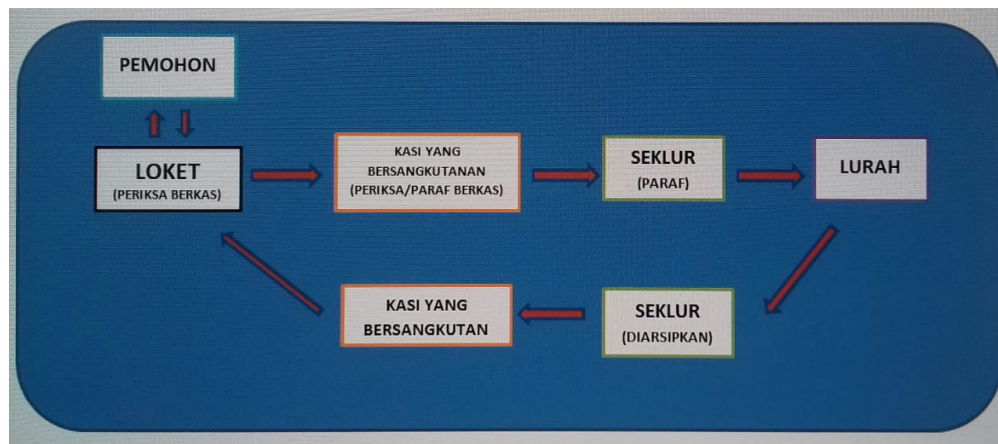 PEMOHON
LOKET
(PERIKSA BERKAS)
KASI YANG
BERSANGKUTANAN
(PERIKSA/PARAF BERKAS)
SEKLUR
(PARAF)
LURAH
KASI YANG
BERSANGKUTAN
SEKLUR
(DIARSIPKAN)